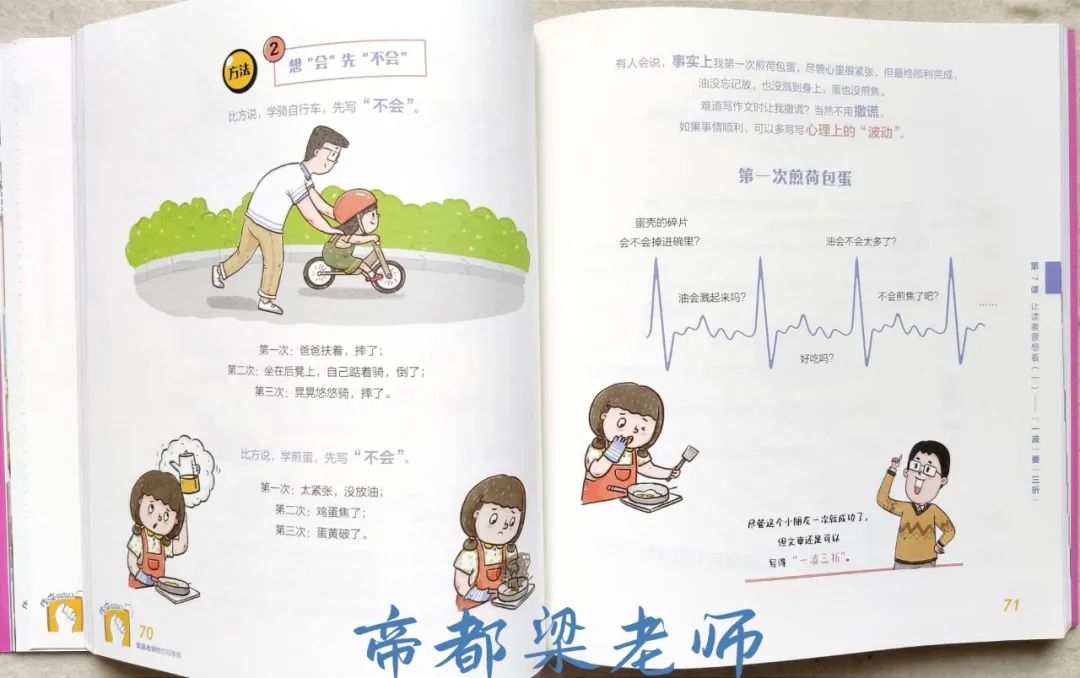 方法
2
想“会”先“不会”
比方说，学骑自行车，先写“不会”。
第一次：爸爸扶着，摔了；
第二次：坐在后凳上，自己踮着骑，倒了；
第三次：晃晃悠悠骑，摔了。
比方说，学煎蛋，先写“不会”。
第一次：太紧张，没放油；
第二次：鸡蛋焦了；
第三次：蛋黄破了。
70
有人会说，事实上我第一次煎荷包蛋，尽管心里很紧张，但最终顺利完成，
油没忘记放，也没溅到身上，蛋也没煎焦。
难道写作文时让我撒谎？当然不用撒谎。
如果事情顺利，可以多写写心理上的“波动”。
第一次煎荷包蛋
蛋壳的碎片
会不会掉进碗里？
油会不会太多了？
油会溅起来吗？
不会煎焦了吧？
……
好吃吗？
尽管这个小朋友一次就成功了，
但文章还是可以
写得“一波三折”。
第7课 让读者很想看（一）——「一波」要「三折」
71
帝都梁老师